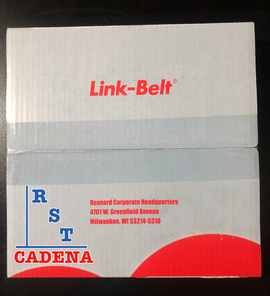 Link-Belt®
Rexnord Corporate Headquarters
4701 W. Greenfield Avenue
Milwaukee, WI 53214-5310
R
S
T
CADENA